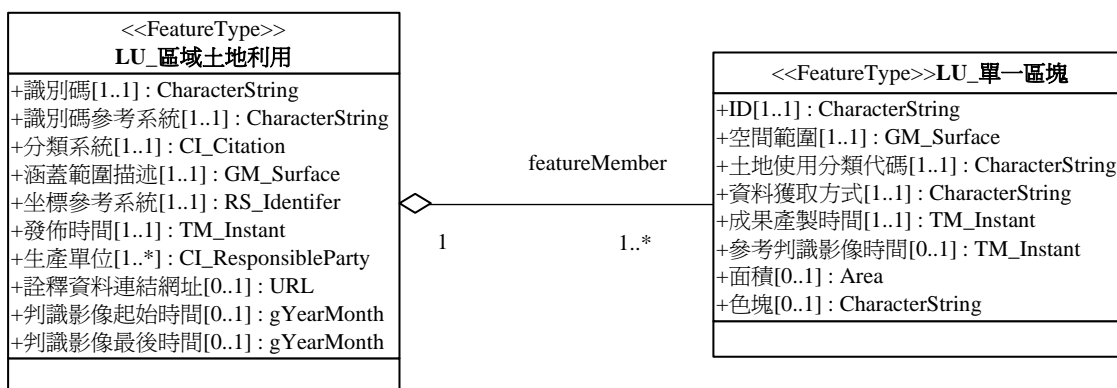 <<FeatureType>>
LU_區域土地利用
+識別碼[1..1] : CharacterString
+識別碼參考系統[1..1] : CharacterString
+分類系統[1..1] : CI_Citation
+涵蓋範圍描述[1..1] : GM_Surface
+坐標參考系統[1..1] : RS_Identifer
+發佈時間[1..1] : TM_Instant
+生產單位[1..*] : CI_ResponsibleParty
+詮釋資料連結網址[0..1] : URL
+判識影像起始時間[0..1] : gYearMonth
+判識影像最後時間[0..1] : gYearMonth
featureMember
1
1..*
<<FeatureType>>LU_單一區塊
+ID[1..1] : CharacterString
+空間範圍[1..1] : GM_Surface
+土地使用分類代碼[1..1] : CharacterString
+資料獲取方式[1..1] : CharacterString
+成果產製時間[1..1] : TM_Instant
+參考判識影像時間[0..1] : TM_Instant
+面積[0..1] : Area
+色塊[0..1] : CharacterString